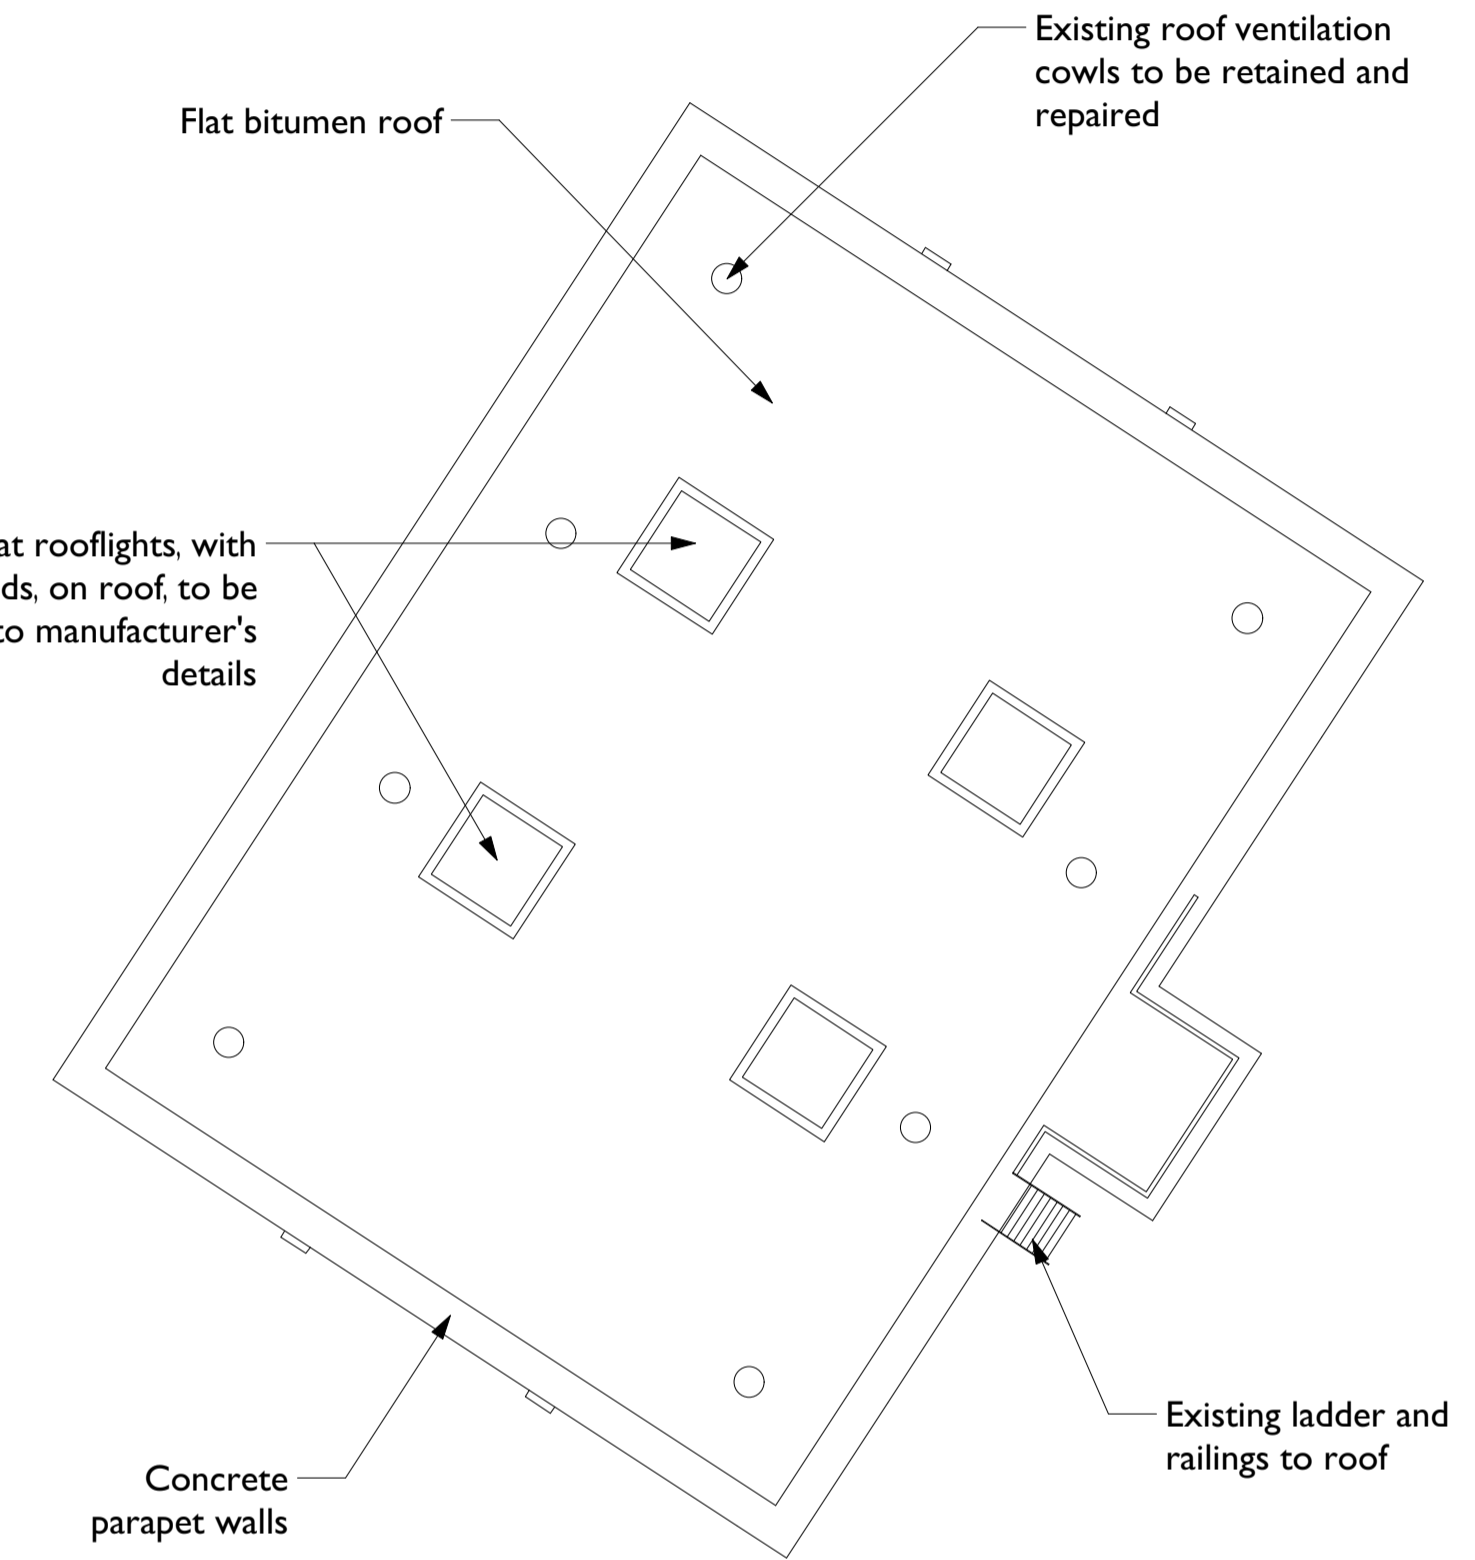 Existing roof ventilation
cowls to be retained and
repaired
Flat bitumen roof
rooflights, with
on roof, to be
to manufacturer's
details
Existing ladder and
railings to roof
Concrete
parapet walls